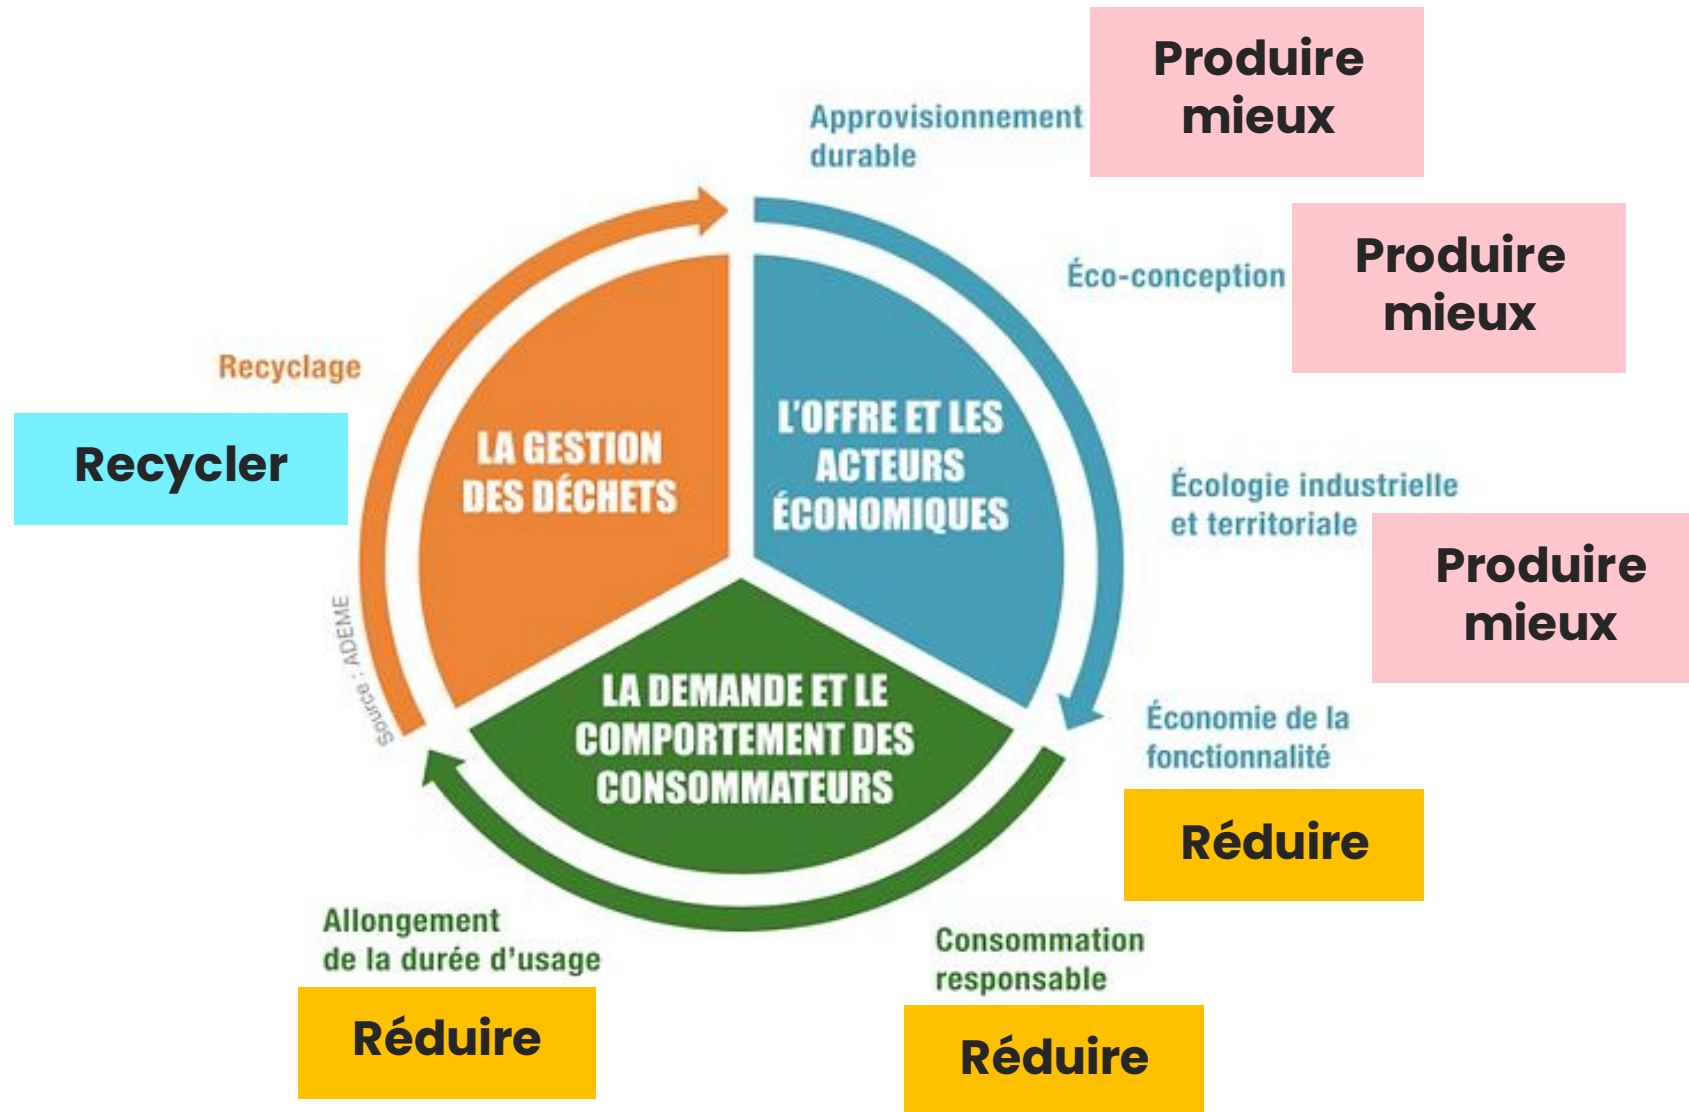 Produire
mieux
Approvisionnement
durable
Produire
mieux
Éco-conception
Recyclage
Recycler
LA GESTION
DES DÉCHETS
L'OFFRE ET LES
ACTEURS
ÉCONOMIQUES
Écologie industrielle
et territoriale
Produire
mieux
Source : ADEME
LA DEMANDE ET LE
COMPORTEMENT DES
CONSOMMATEURS
Économie de la
fonctionnalité
Réduire
Allongement
de la durée d'usage
Réduire
Consommation
responsable
Réduire